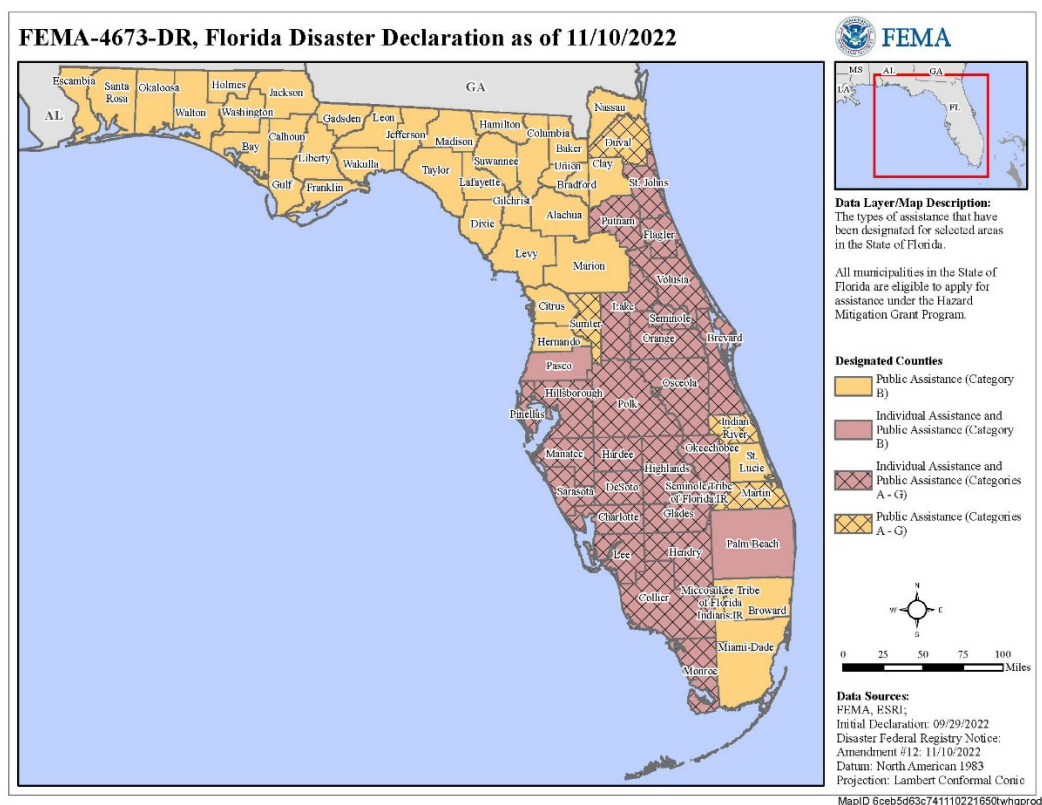 FEMA-4673-DR, Florida Disaster Declaration as of 11/10/2022
FEMA
Escambia
Santa
Rosa
Okaloosa
Walton
Holmes
Washington
Jackson
Bay
Calhoun
Gulf
Liberty
Franklin
Gadsden
Leon
Wakulla
Jefferson
Madison
Taylor
Hamilton
Suwannee
Lafayette
Dixie
Columbia
Gilchrist
Baker
Union
Bradford
Alachua
Levy
Nassau
Duval
Clay
St. Johns
Putnam
Flagler
Marion
Volusia
Citrus
Sumter
Lake
Hernando
Seminole
Orange
Brevard
Pasco
Osceola
Hillsborough
Polk
Pinellas
Indian
River
Okeechobee
Manatee
Hardee
Highlands
St.
Lucie
Sarasota
DeSoto
Seminole Tribe
of Florida:IR
Martin
Charlotte
Glades
Lee
Hendry
Palm Beach
Collier
Miccosukee Tribe
of Florida
Indians:IR
Broward
Miami-Dade
Monroe
AL
GA
MS
AL
GA
LA
FL
Data Layer/Map Description:
The types of assistance that have
been designated for selected areas
in the State of Florida.
All municipalities in the State of
Florida are eligible to apply for
assistance under the Hazard
Mitigation Grant Program.
Designated Counties
Public Assistance (Category
B)
Individual Assistance and
Public Assistance (Category
B)
Individual Assistance and
Public Assistance (Categories
A - G)
Public Assistance (Categories
A - G)
N
W
E
S
0 25 50 75 100
Miles
Data Sources:
FEMA, ESRI;
Initial Declaration: 09/29/2022
Disaster Federal Registry Notice:
Amendment #12: 11/10/2022
Datum: North American 1983
Projection: Lambert Conformal Conic
MapID 6ceb5d63c741110221650twhqprod